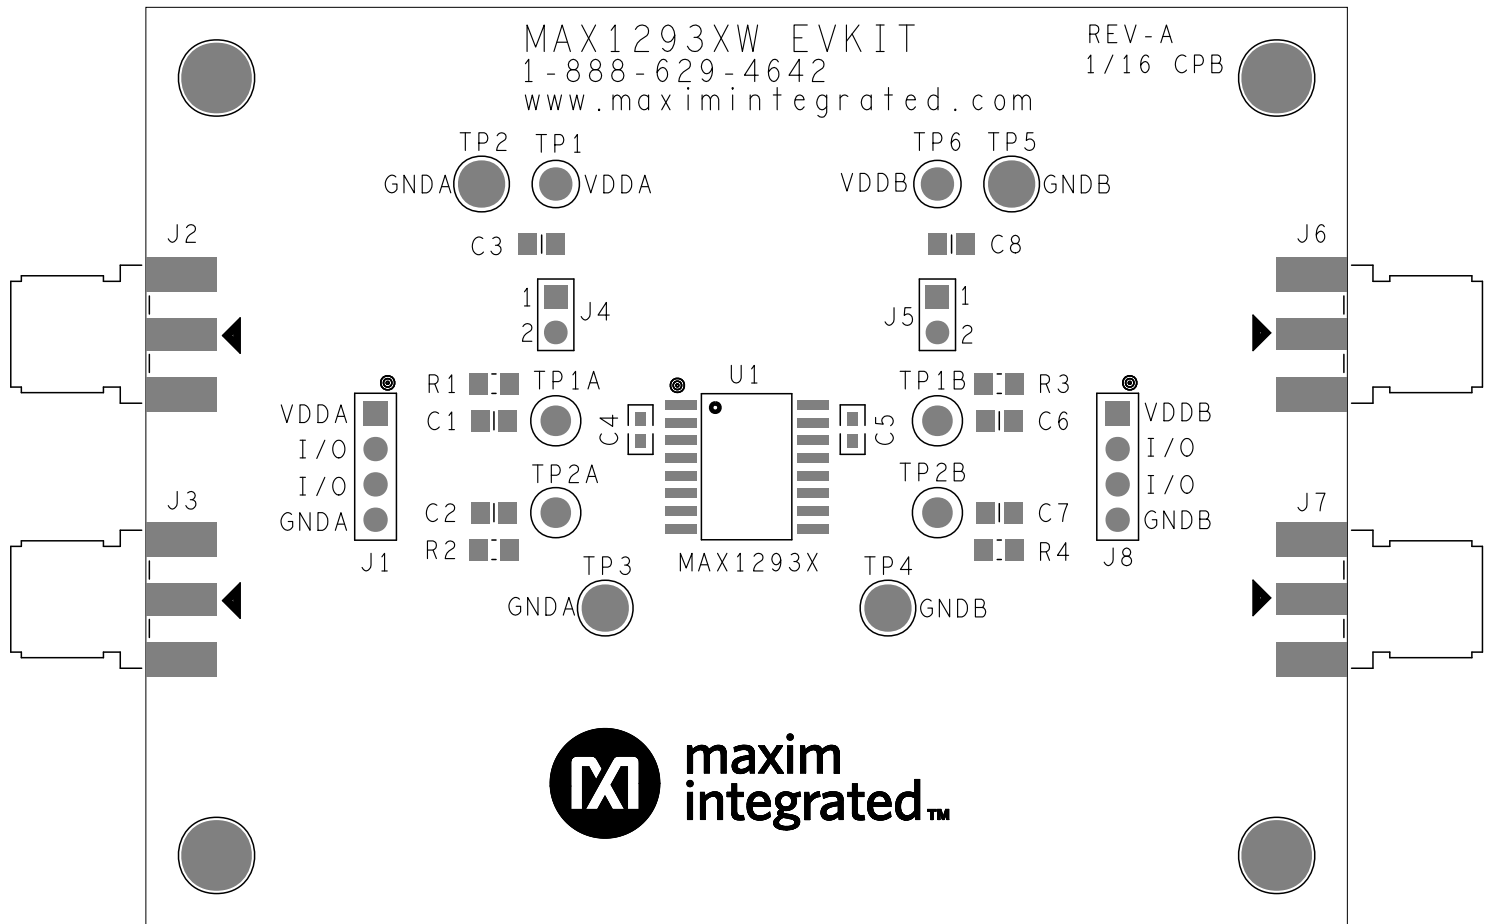 MAX1293XW EVKIT
1-888-629-4642
www.maximintegrated.com
REV-A
1/16 CPB
TP2 TP1
GNDA VDDA
TP6 TP5
VDDB GNDB
C3
C8
J2
J6
1
2
J4
J5
1
2
R1
TP1A
U1
TP1B
R3
VDDA
C1
C4
C5
C6
VDDB
I/O
I/O
I/O
I/O
TP2A
TP2B
J3
J7
GNDA
C2
C7
GNDB
R2
R4
J1
J8
TP3
MAX1293X
TP4
GNDA
GNDB
maxim
integrated™